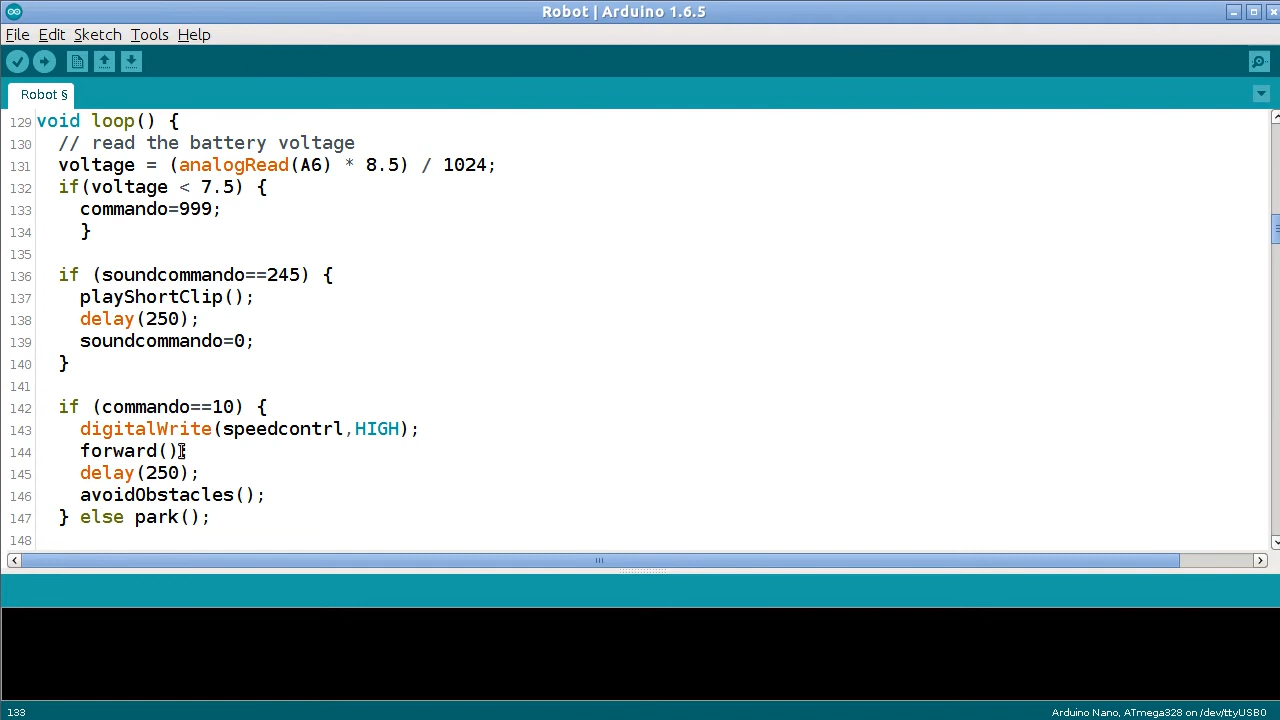 Robot | Arduino 1.6.5
File Edit Sketch Tools Help
Robot §
129 void loop() {
130 // read the battery voltage
131 voltage = (analogRead(A6) * 8.5) / 1024;
132 if(voltage < 7.5) {
133 commando=999;
134 }
135
136 if (soundcommando==245) {
137 playShortClip();
138 delay(250);
139 soundcommando=0;
140 }
141
142 if (commando==10) {
143 digitalWrite(speedcontrl,HIGH);
144 forward();
145 delay(250);
146 avoidObstacles();
147 } else park();
148
133 Arduino Nano, ATmega328 on /dev/ttyUSB0